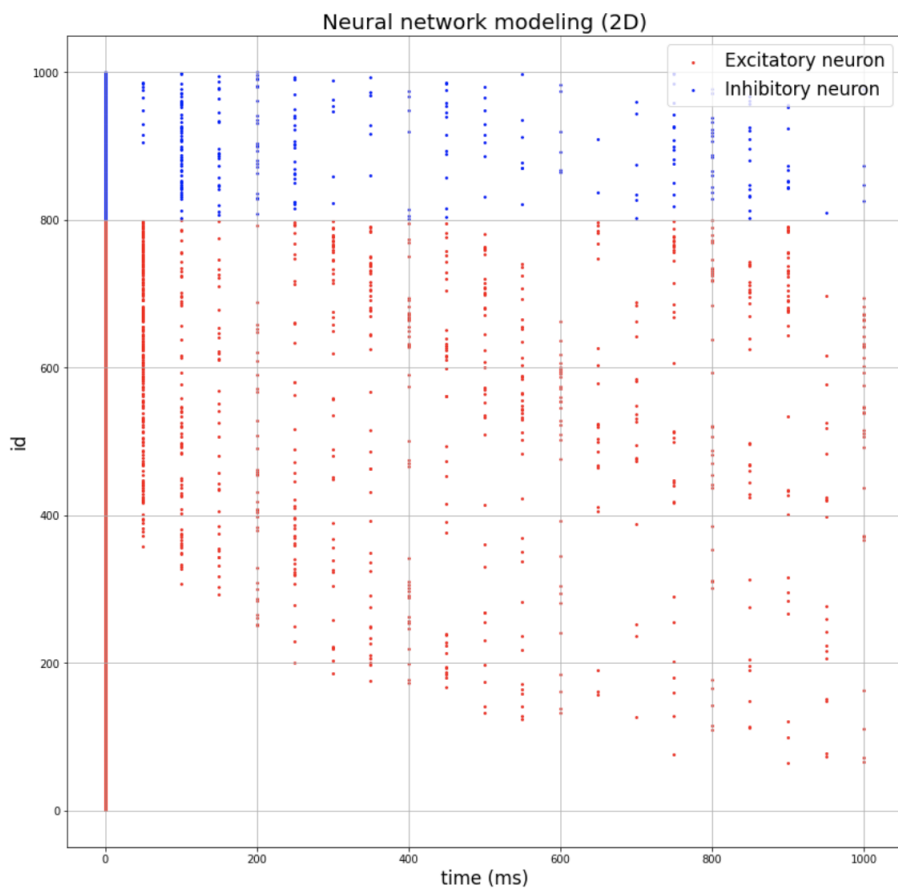 Neural network modeling (2D)
Excitatory neuron
Inhibitory neuron
1000
800
600
400
200
0
id
0 200 400 600 800 1000
time (ms)